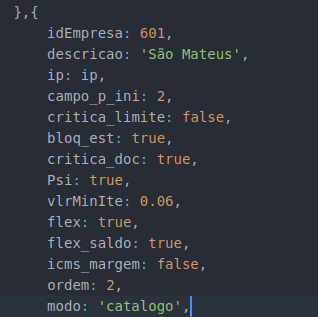 },{
idEmpresa: 601,
descricao: 'São Mateus',
ip: ip,
campo_p_ini: 2,
critica_limite: false,
bloq_est: true,
critica_doc: true,
Psi: true,
vlrMinIte: 0.06,
flex: true,
flex_saldo: true,
icms_margem: false,
ordem: 2,
modo: 'catalogo',